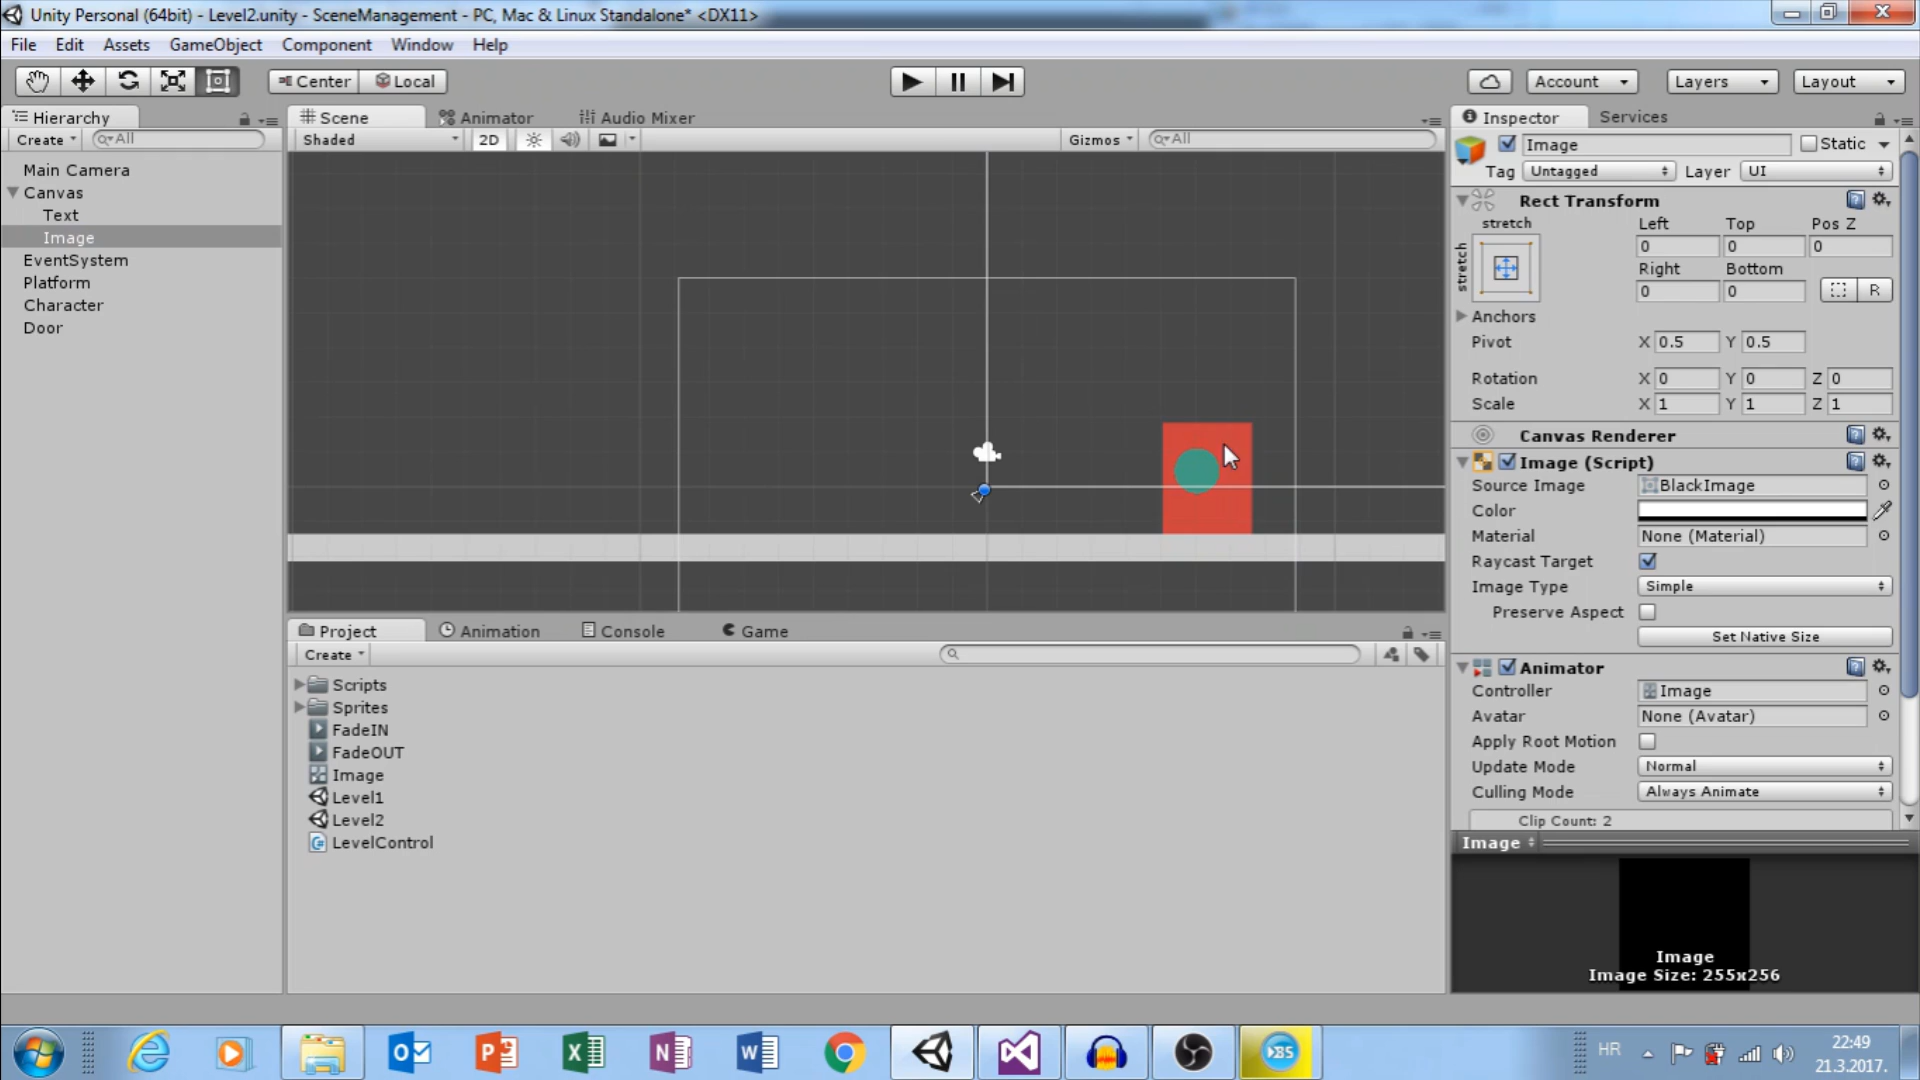 Unity Personal (64bit) - Level2.unity - SceneManagement - PC, Mac & Linux Standalone* <DX11>
File Edit Assets GameObject Component Window Help
Center Local Account Layers Layout
Hierarchy
Create All
Main Camera
Canvas
Text
Image
EventSystem
Platform
Character
Door
Scene Animator Audio Mixer
Shaded 2D Gizmos All
Project Animation Console Game
Create
Scripts
Sprites
FadeIN
FadeOUT
Image
Level1
Level2
LevelControl
Inspector Services
Image Static
Tag Untagged Layer UI
Rect Transform
stretch Left Top Pos Z
stretch
0 0 0
Right Bottom
0 0 R
Anchors
Pivot X 0.5 Y 0.5
Rotation X 0 Y 0 Z 0
Scale X 1 Y 1 Z 1
Canvas Renderer
Image (Script)
Source Image BlackImage
Color
Material None (Material)
Raycast Target
Image Type Simple
Preserve Aspect
Set Native Size
Animator
Controller Image
Avatar None (Avatar)
Apply Root Motion
Update Mode Normal
Culling Mode Always Animate
Clip Count: 2
Image
Image
Image Size: 255x256
HR
22:49
21.3.2017.